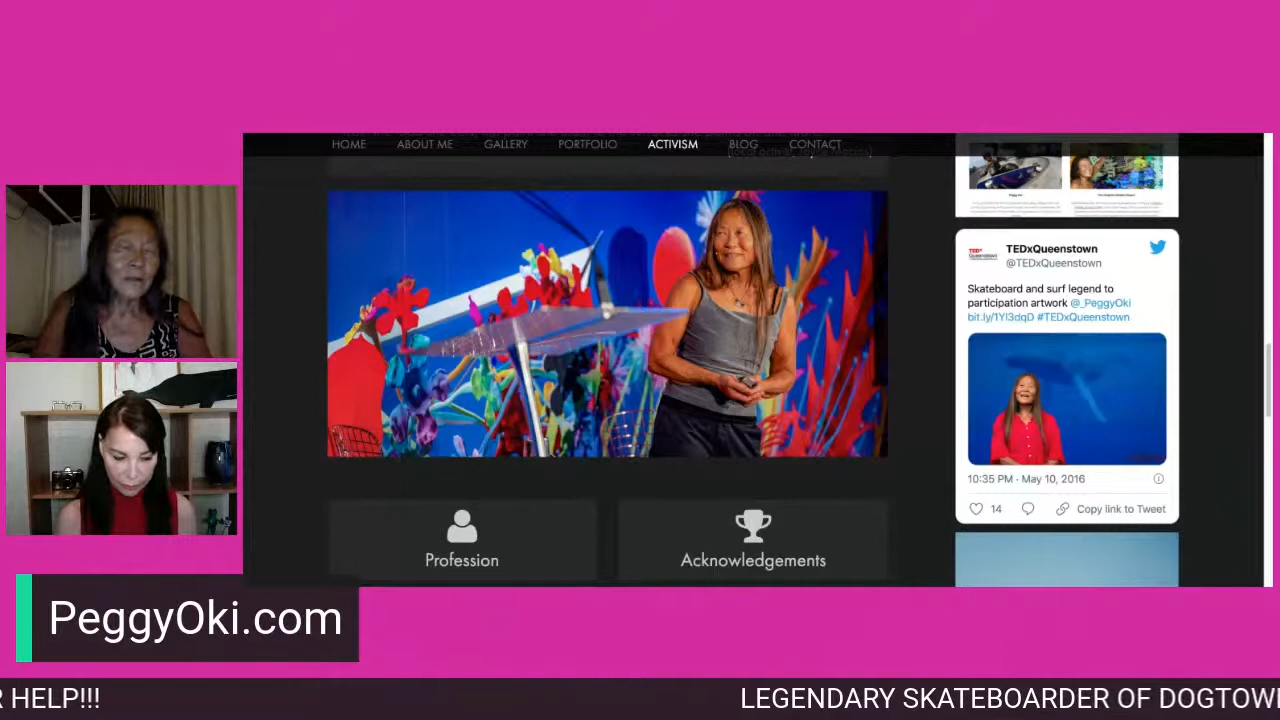 HOME ABOUT ME GALLERY PORTFOLIO ACTIVISM BLOG CONTACT
TEDxQueenstown
@TEDxQueenstown
Skateboard and surf legend to
participation artwork @_PeggyOki
bit.ly/1Yl3dqD #TEDxQueenstown
10:35 PM · May 10, 2016
14
Copy link to Tweet
Profession
Acknowledgements
PeggyOki.com
R HELP!!!
LEGENDARY SKATEBOARDER OF DOGTOWN